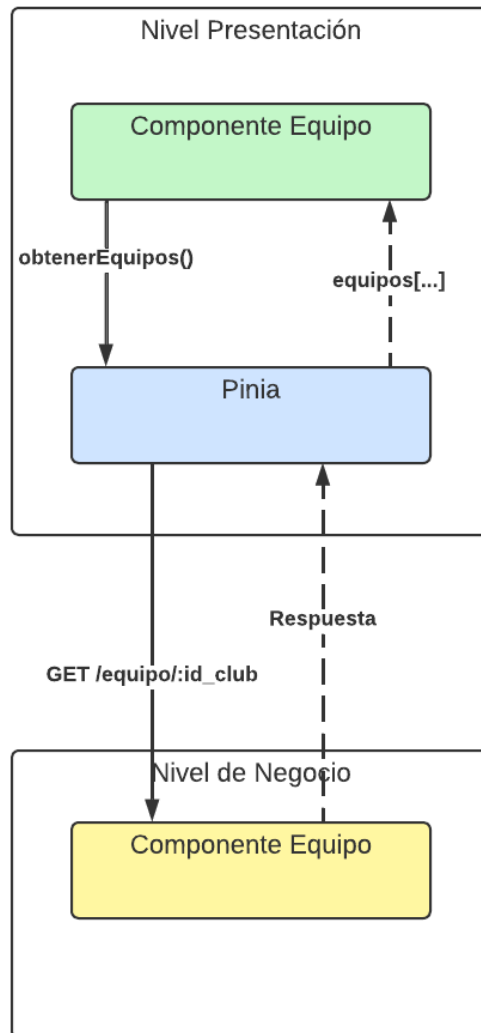 Nivel Presentación
Componente Equipo
obtenerEquipos()
equipos[...]
Pinia
Respuesta
GET /equipo/:id_club
Nivel de Negocio
Componente Equipo